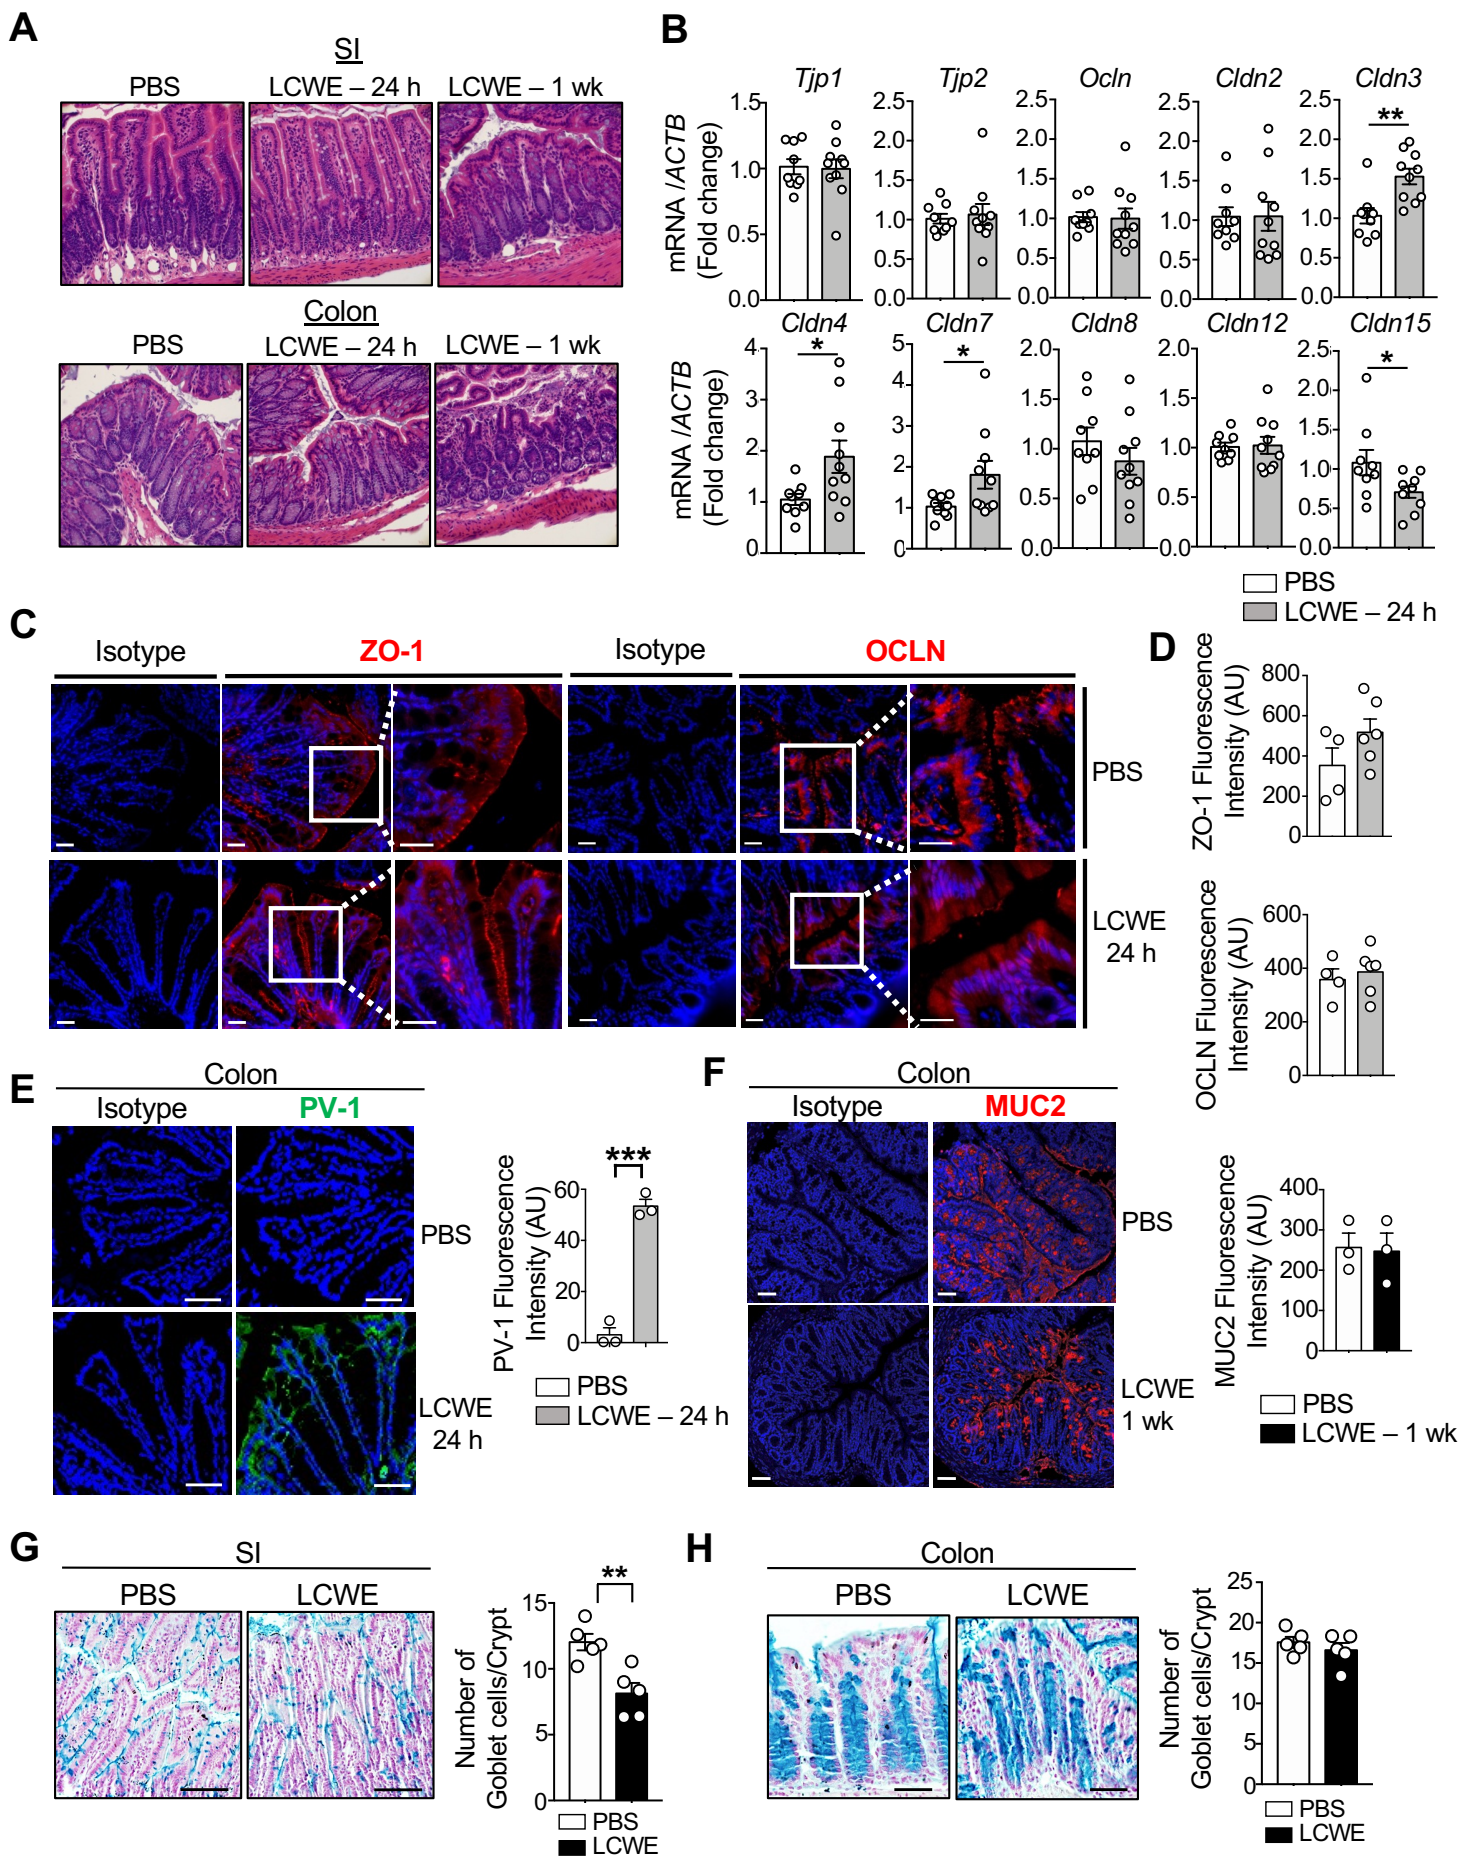 A
SI
PBS
LCWE – 24 h
LCWE – 1 wk
Colon
PBS
LCWE – 24 h
LCWE – 1 wk
B
mRNA /ACTB
(Fold change)
Tjp1
1.5
1.0
0.5
0.0
Tjp2
2.5
2.0
1.5
1.0
0.5
0.0
Ocln
2.5
2.0
1.5
1.0
0.5
0.0
Cldn2
2.5
2.0
1.5
1.0
0.5
0.0
Cldn3
2.5
2.0
1.5
1.0
0.5
0.0
**
mRNA /ACTB
(Fold change)
Cldn4
4
3
2
1
0
*
Cldn7
5
4
3
2
1
0
*
Cldn8
2.0
1.5
1.0
0.5
0.0
Cldn12
2.0
1.5
1.0
0.5
0.0
Cldn15
2.5
2.0
1.5
1.0
0.5
0.0
*
PBS
LCWE – 24 h
C
Isotype
ZO-1
Isotype
OCLN
PBS
LCWE
24 h
D
ZO-1 Fluorescence
Intensity (AU)
800
600
400
200
0
OCLN Fluorescence
Intensity (AU)
600
400
200
0
E
Colon
Isotype
PV-1
PBS
LCWE
24 h
PV-1 Fluorescence
Intensity (AU)
60
40
20
0
***
PBS
LCWE – 24 h
F
Colon
Isotype
MUC2
PBS
LCWE
1 wk
MUC2 Fluorescence
Intensity (AU)
400
300
200
100
0
PBS
LCWE – 1 wk
G
SI
PBS
LCWE
Number of
Goblet cells/Crypt
15
10
5
0
**
PBS
LCWE
H
Colon
PBS
LCWE
Number of
Goblet cells/Crypt
25
20
15
10
5
0
PBS
LCWE